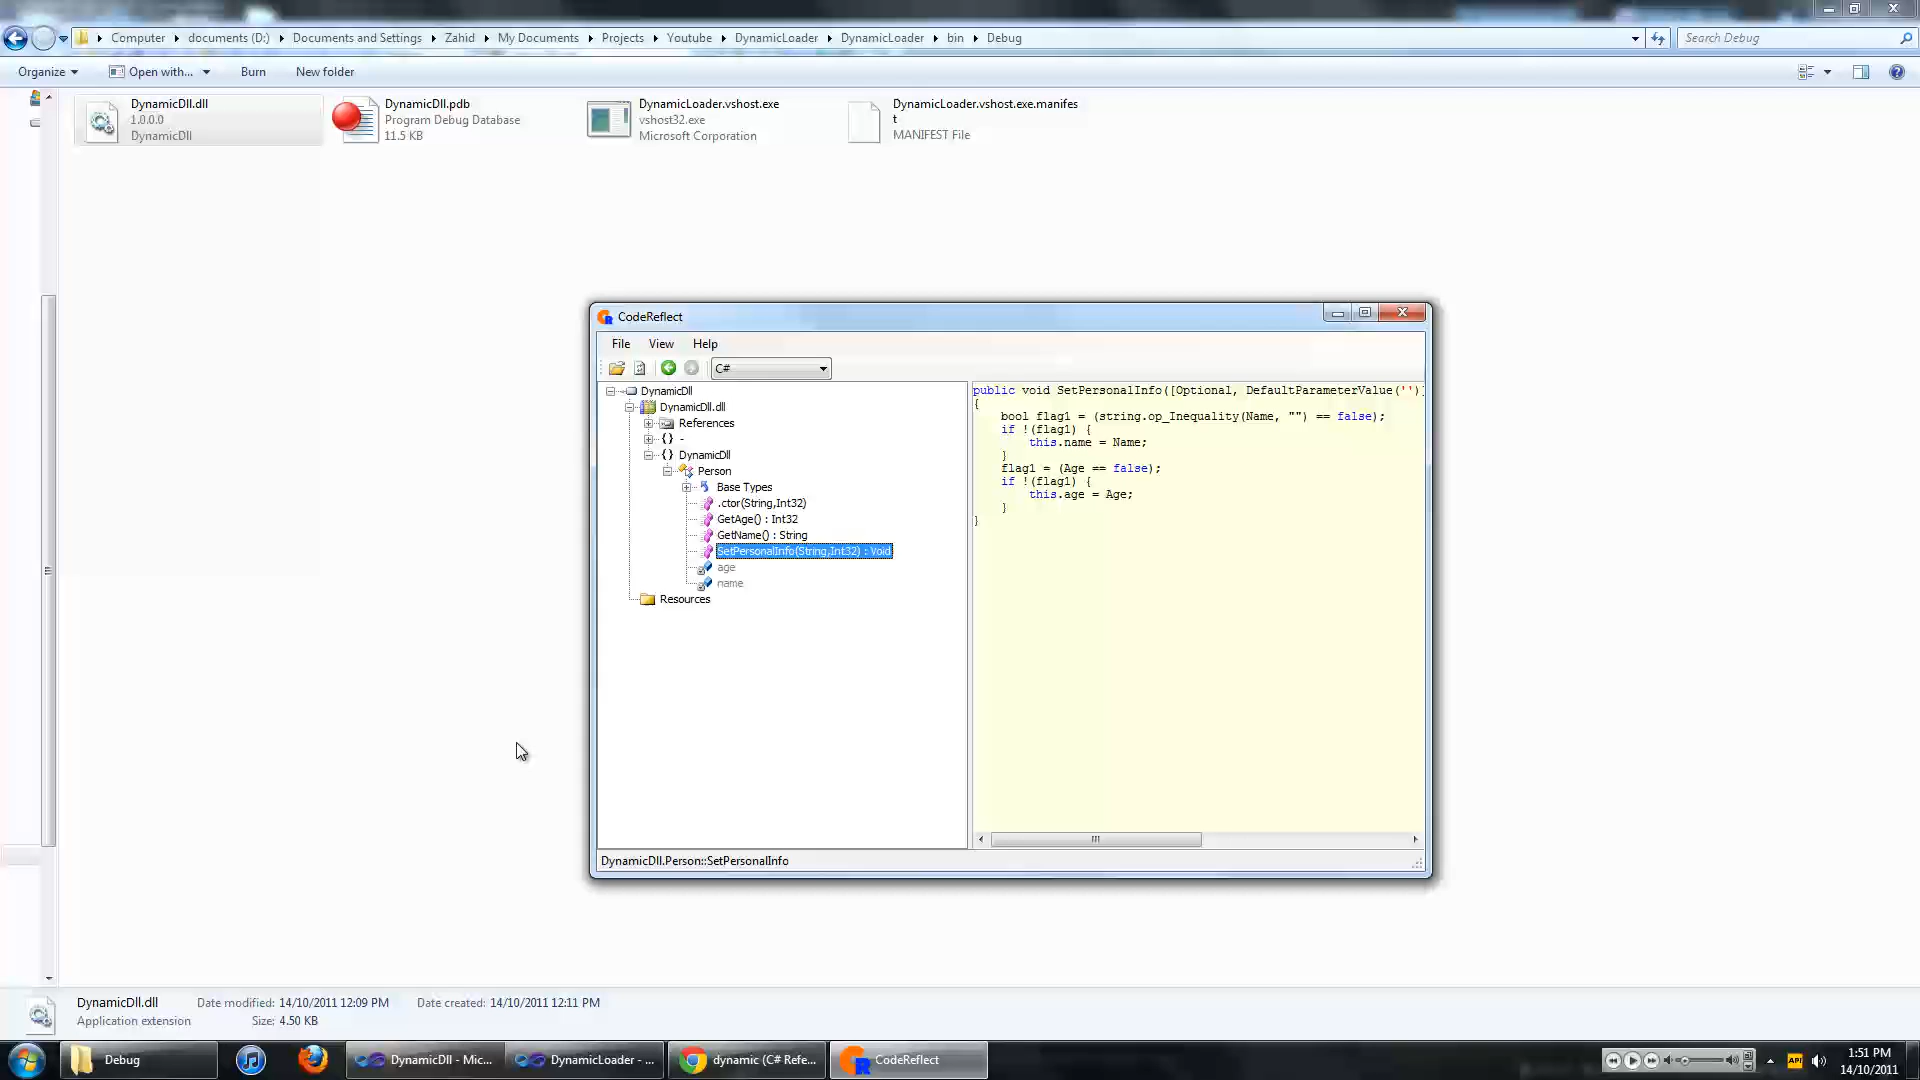 Computer documents (D:) Documents and Settings Zahid My Documents Projects Youtube DynamicLoader DynamicLoader bin Debug Search Debug
Organize Open with... Burn New folder
DynamicDll.dll
1.0.0.0
DynamicDll
DynamicDll.pdb
Program Debug Database
11.5 KB
DynamicLoader.vshost.exe
vshost32.exe
Microsoft Corporation
DynamicLoader.vshost.exe.manifes
t
MANIFEST File
CodeReflect
File View Help
C#
DynamicDll
DynamicDll.dll
References
{} -
{} DynamicDll
Person
Base Types
.ctor(String,Int32)
GetAge() : Int32
GetName() : String
SetPersonalInfo(String,Int32) : Void
age
name
Resources
public void SetPersonalInfo([Optional, DefaultParameterValue('')]
{
bool flag1 = (string.op_Inequality(Name, "") == false);
if !(flag1) {
this.name = Name;
}
flag1 = (Age == false);
if !(flag1) {
this.age = Age;
}
}
DynamicDll.Person::SetPersonalInfo
DynamicDll.dll Date modified: 14/10/2011 12:09 PM Date created: 14/10/2011 12:11 PM
Application extension Size: 4.50 KB
Debug DynamicDll - Mic... DynamicLoader - ... dynamic (C# Refe... CodeReflect
API
1:51 PM
14/10/2011